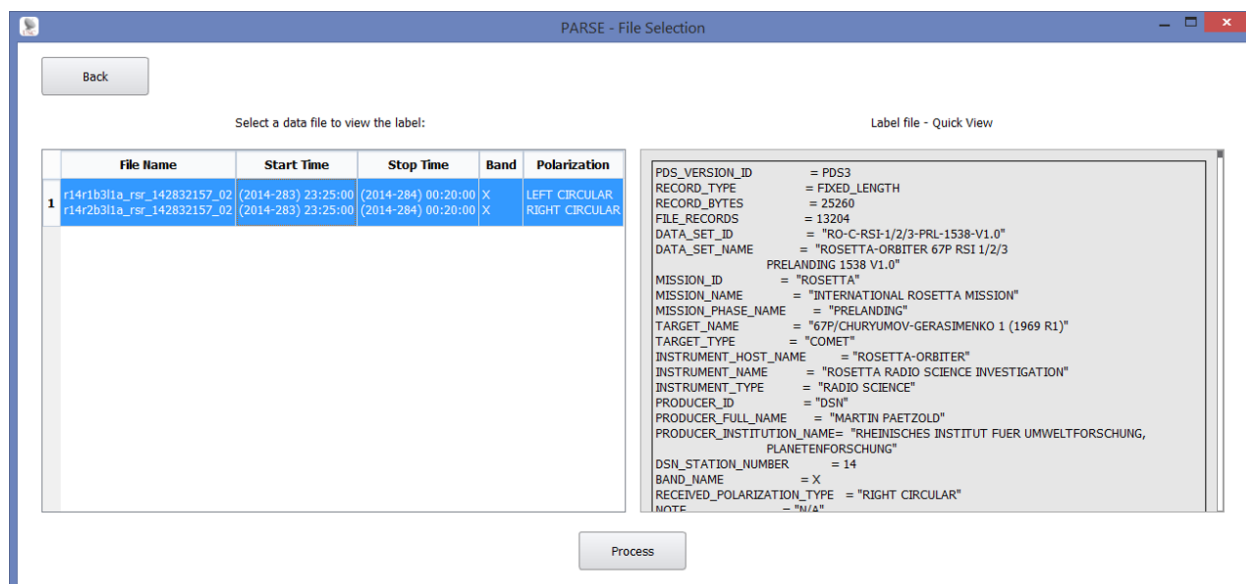 PARSE - File Selection
Back
Select a data file to view the label:
File Name Start Time Stop Time Band Polarization
1
r14r1b3l1a_rsr_142832157_02 (2014-283) 23:25:00 (2014-284) 00:20:00 X LEFT CIRCULAR
r14r2b3l1a_rsr_142832157_02 (2014-283) 23:25:00 (2014-284) 00:20:00 X RIGHT CIRCULAR
Label file - Quick View
PDS_VERSION_ID = PDS3
RECORD_TYPE = FIXED_LENGTH
RECORD_BYTES = 25260
FILE_RECORDS = 13204
DATA_SET_ID = "RO-C-RSI-1/2/3-PRL-1538-V1.0"
DATA_SET_NAME = "ROSETTA-ORBITER 67P RSI 1/2/3
PRELANDING 1538 V1.0"
MISSION_ID = "ROSETTA"
MISSION_NAME = "INTERNATIONAL ROSETTA MISSION"
MISSION_PHASE_NAME = "PRELANDING"
TARGET_NAME = "67P/CHURYUMOV-GERASIMENKO 1 (1969 R1)"
TARGET_TYPE = "COMET"
INSTRUMENT_HOST_NAME = "ROSETTA-ORBITER"
INSTRUMENT_NAME = "ROSETTA RADIO SCIENCE INVESTIGATION"
INSTRUMENT_TYPE = "RADIO SCIENCE"
PRODUCER_ID = "DSN"
PRODUCER_FULL_NAME = "MARTIN PAETZOLD"
PRODUCER_INSTITUTION_NAME= "RHEINISCHES INSTITUT FUER UMWELTFORSCHUNG,
PLANETENFORSCHUNG"
DSN_STATION_NUMBER = 14
BAND_NAME = X
RECEIVED_POLARIZATION_TYPE = "RIGHT CIRCULAR"
NOTE = "N/A"
Process